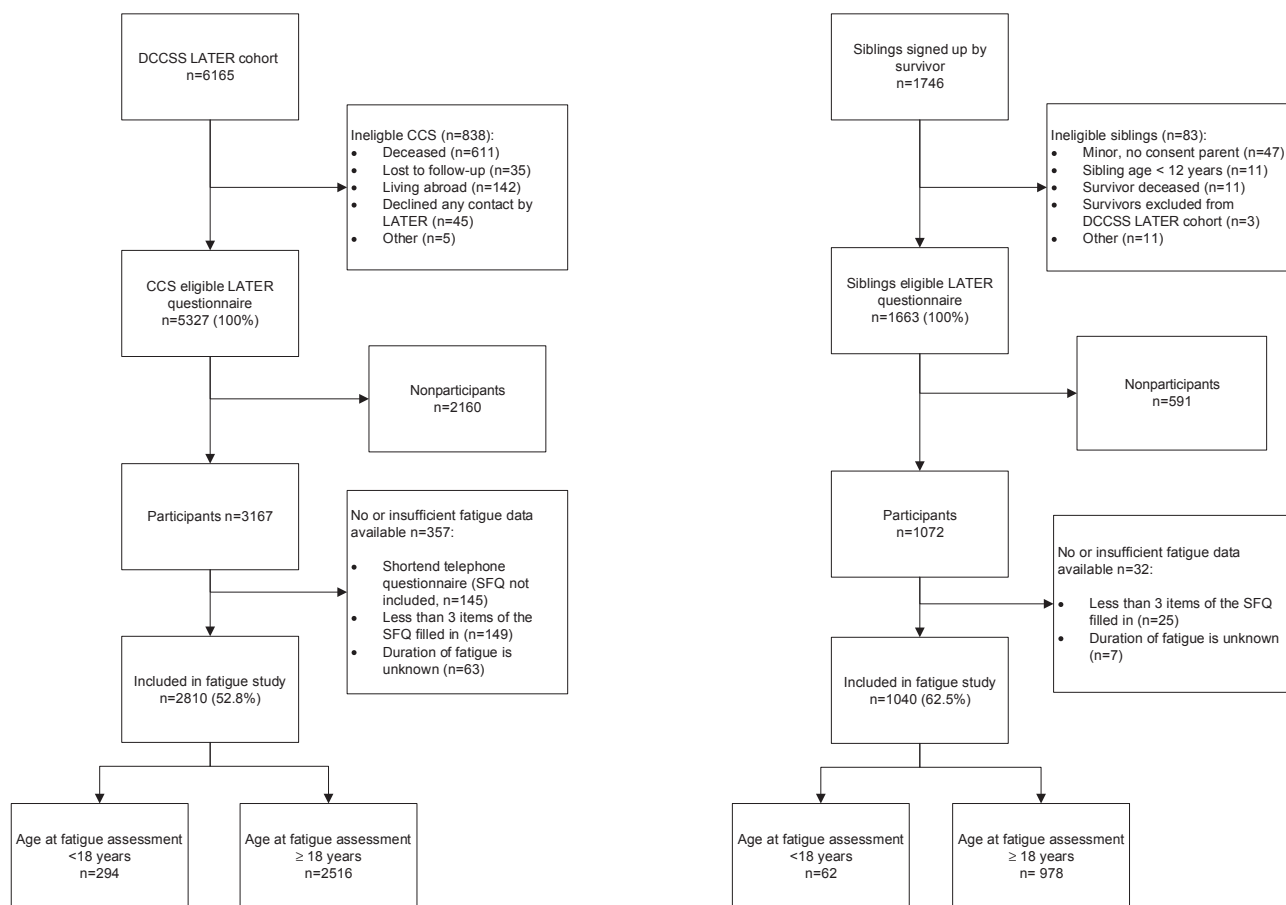 DCCSS LATER cohort
n=6165
Ineligble CCS (n=838):
• Deceased (n=611)
• Lost to follow-up (n=35)
• Living abroad (n=142)
• Declined any contact by
LATER (n=45)
• Other (n=5)
CCS eligible LATER
questionnaire
n=5327 (100%)
Nonparticipants
n=2160
Participants n=3167
No or insufficient fatigue data
available n=357:
• Shortend telephone
questionnaire (SFQ not
included, n=145)
• Less than 3 items of the
SFQ filled in (n=149)
• Duration of fatigue is
unknown (n=63)
Included in fatigue study
n=2810 (52.8%)
Age at fatigue assessment
<18 years
n=294
Age at fatigue assessment
≥ 18 years
n=2516
Siblings signed up by
survivor
n=1746
Ineligible siblings (n=83):
• Minor, no consent parent (n=47)
• Sibling age < 12 years (n=11)
• Survivor deceased (n=11)
• Survivors excluded from
DCCSS LATER cohort (n=3)
• Other (n=11)
Siblings eligible LATER
questionnaire
n=1663 (100%)
Nonparticipants
n=591
Participants
n=1072
No or insufficient fatigue data
available n=32:
• Less than 3 items of the SFQ
filled in (n=25)
• Duration of fatigue is unknown
(n=7)
Included in fatigue study
n=1040 (62.5%)
Age at fatigue assessment
<18 years
n=62
Age at fatigue assessment
≥ 18 years
n= 978